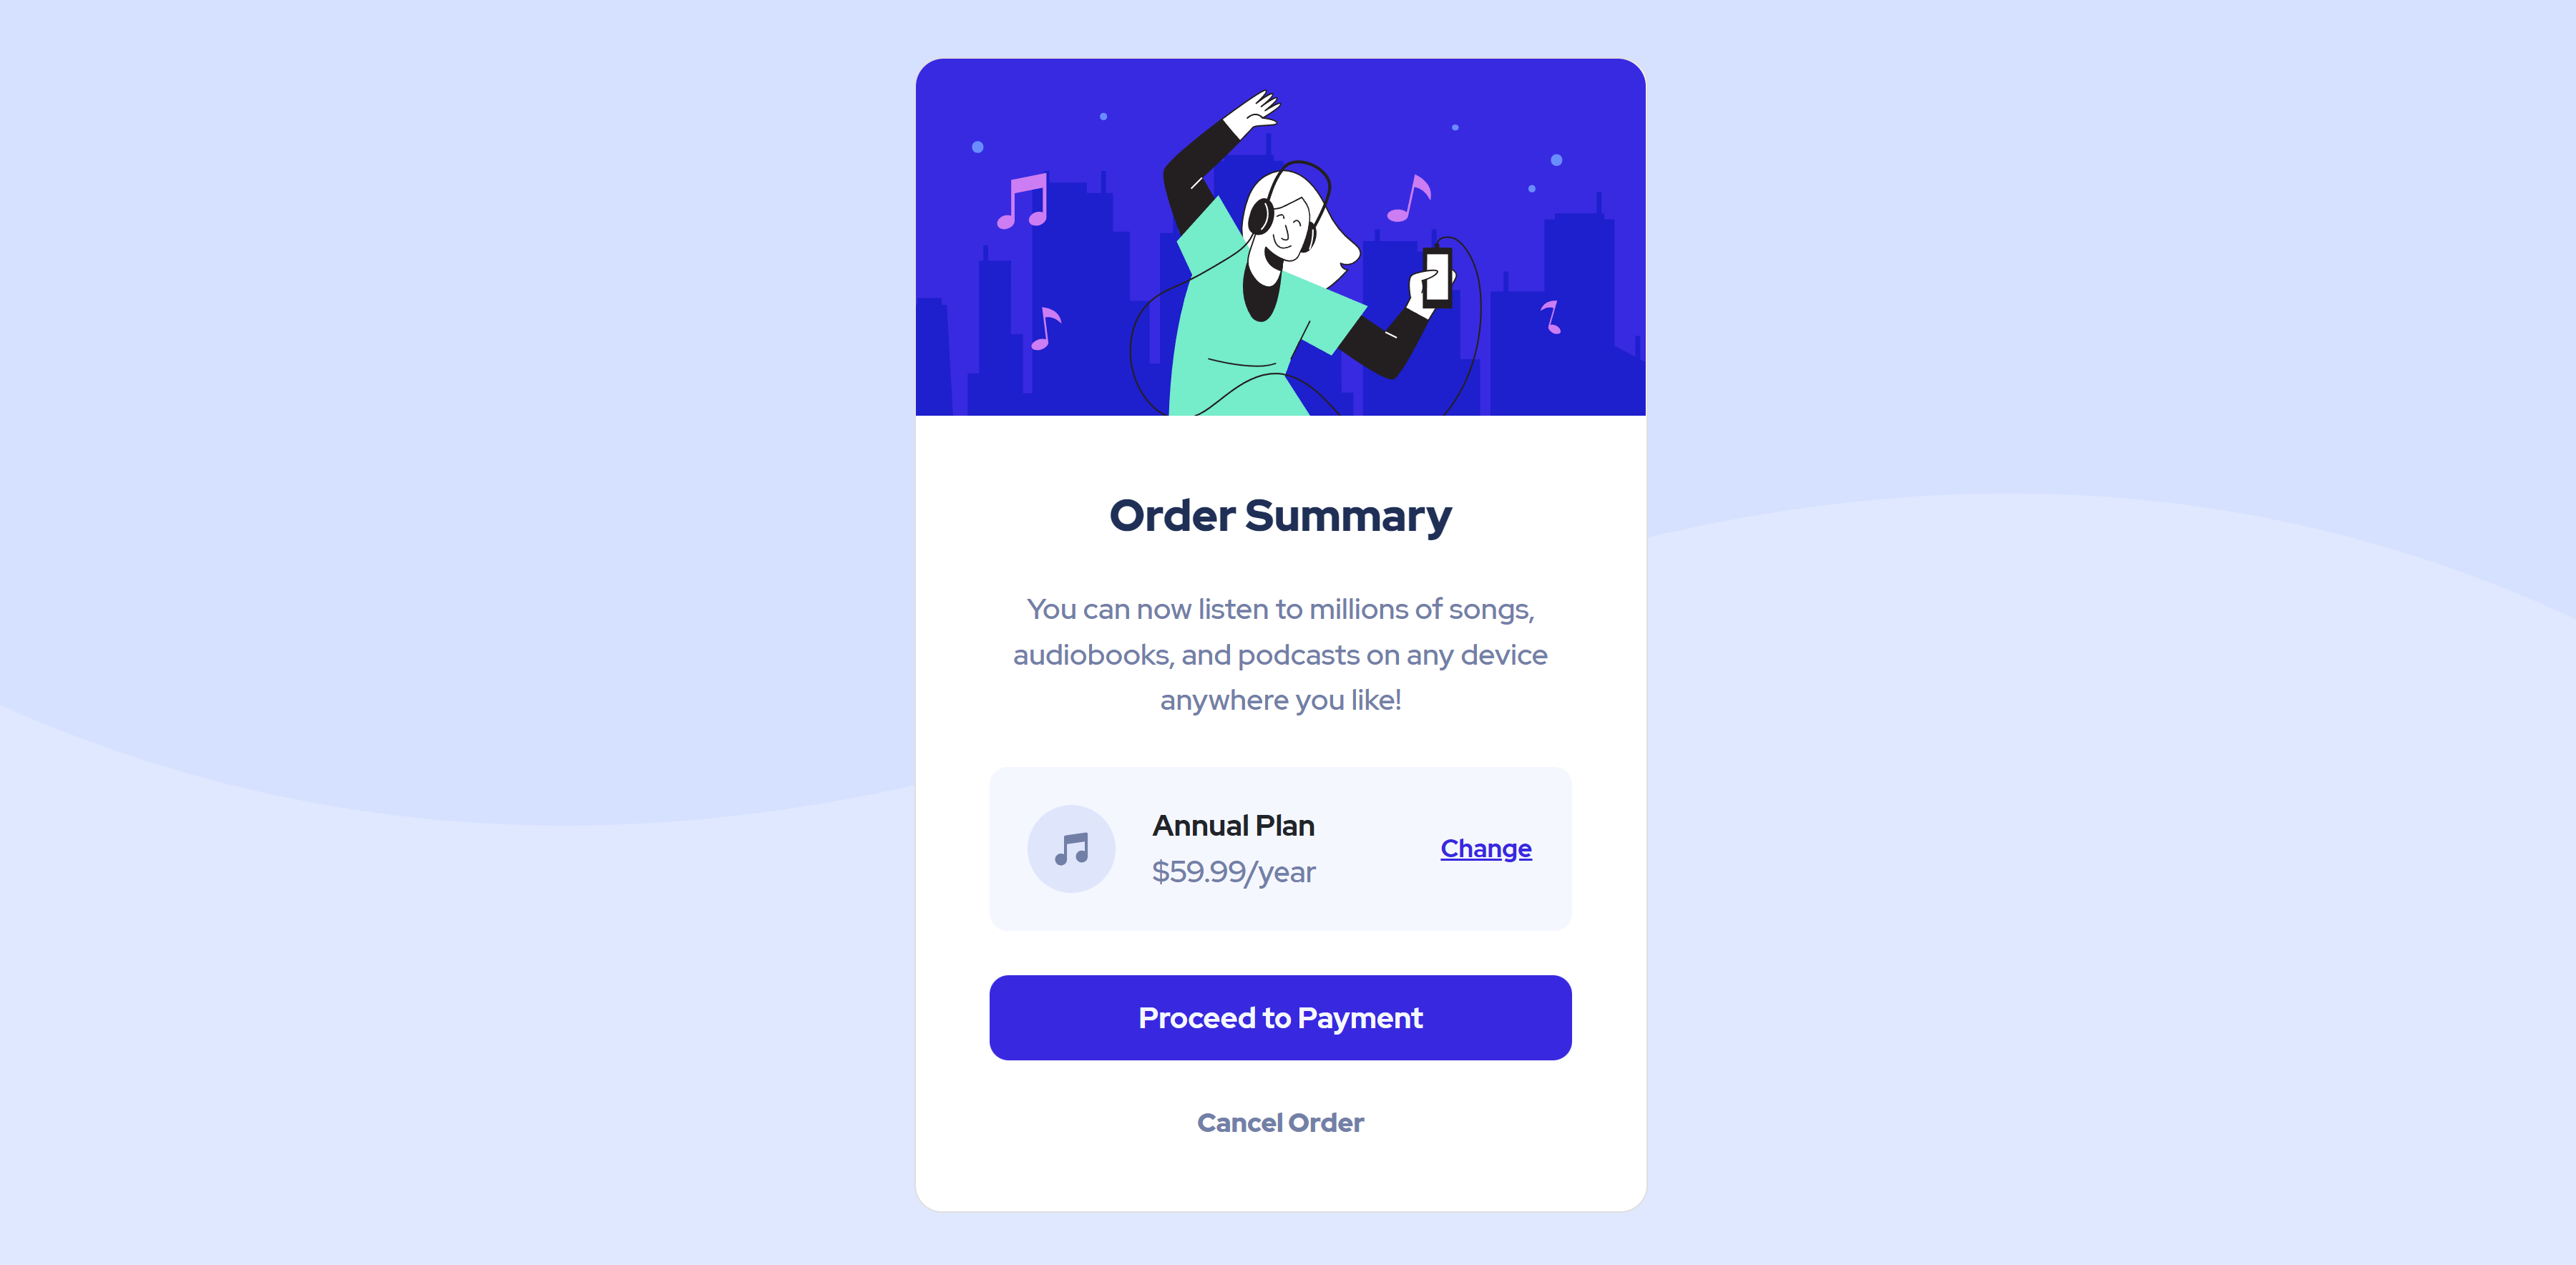 Order Summary
You can now listen to millions of songs,
audiobooks, and podcasts on any device
anywhere you like!
Annual Plan
$59.99/year
Change
Proceed to Payment
Cancel Order